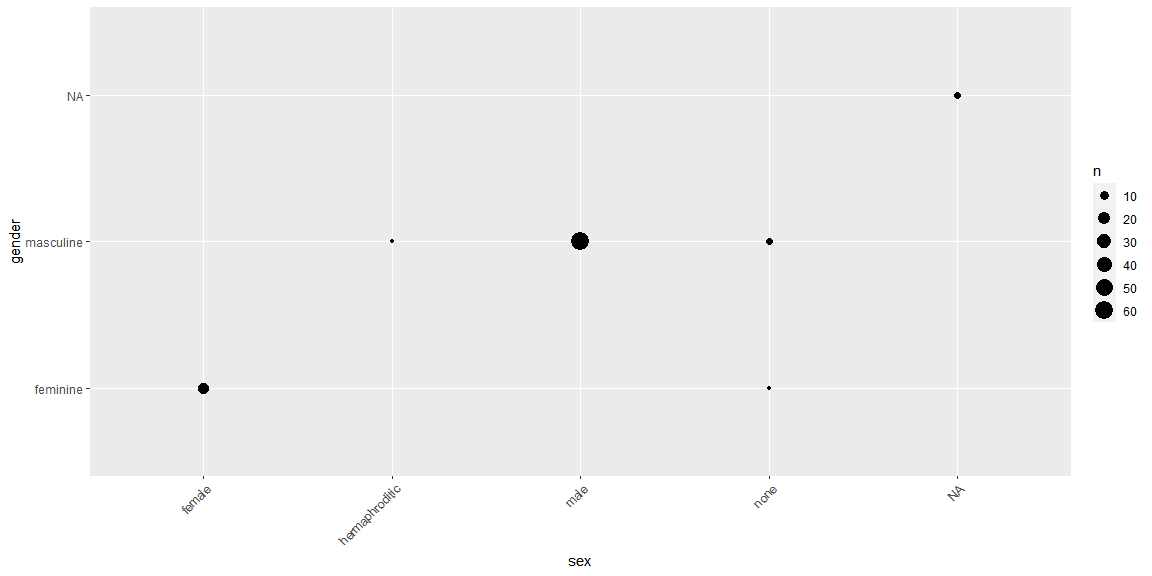 NA
masculine
feminine
gender
female
hermaphroditic
male
none
NA
sex
n
10
20
30
40
50
60